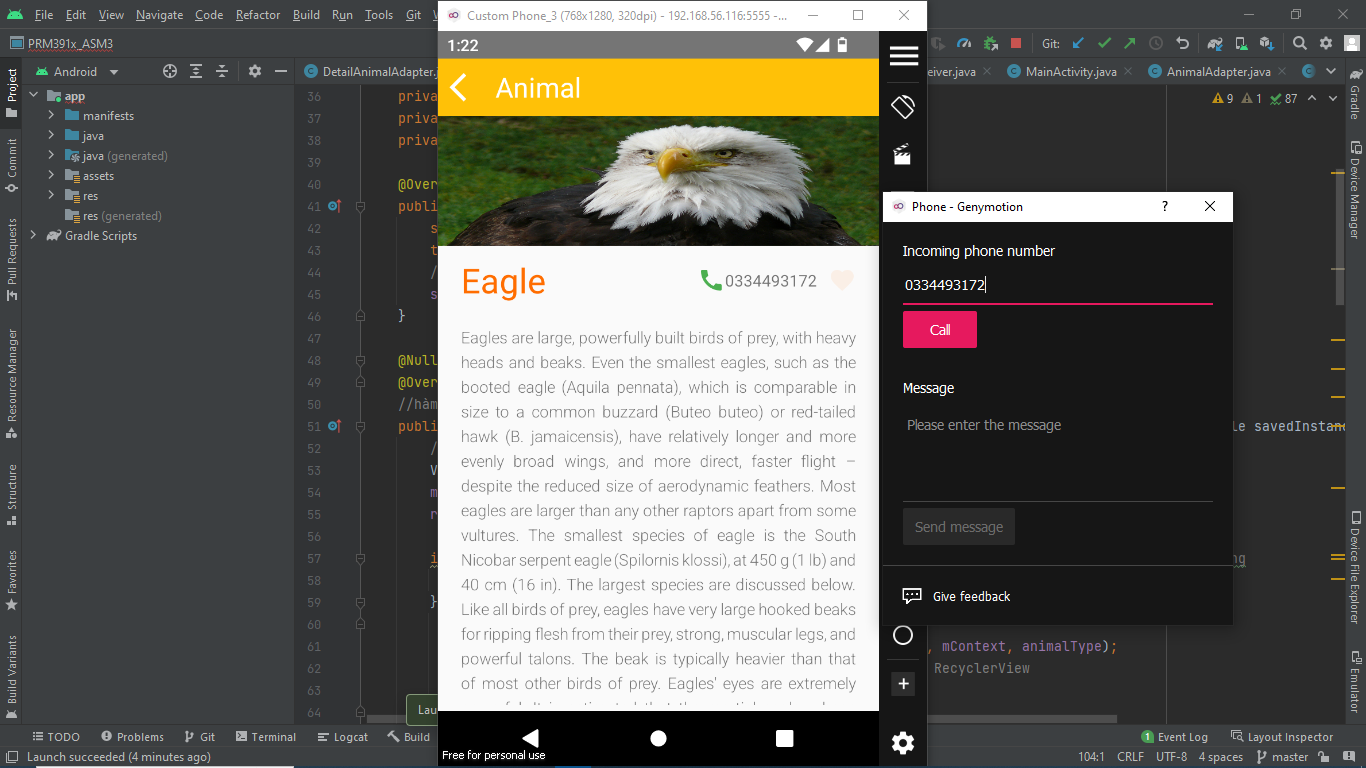 File Edit View Navigate Code Refactor Build Run Tools Git
Custom Phone_3 (768x1280, 320dpi) - 192.168.56.116:5555 -...
PRM391x_ASM3
Git:
Android
DetailAnimalAdapter.j
eiver.java
MainActivity.java
AnimalAdapter.java
Project
Commit
Pull Requests
Resource Manager
Structure
Favorites
Build Variants
app
manifests
java
java (generated)
assets
res
res (generated)
Gradle Scripts
36 priva
37 priva
38 priva
39
40 @Over
41 publi
42 s
43 t
44 /
45 s
46 }
47
48 @Null
49 @Over
50 //hàm
51 publi
52 /
53 V
54 m
55 r
56
57 i
58
59 }
60
61
62
63
64
9 1 87
1:22
Animal
Eagle
0334493172
Eagles are large, powerfully built birds of prey, with heavy
heads and beaks. Even the smallest eagles, such as the
booted eagle (Aquila pennata), which is comparable in
size to a common buzzard (Buteo buteo) or red-tailed
hawk (B. jamaicensis), have relatively longer and more
evenly broad wings, and more direct, faster flight –
despite the reduced size of aerodynamic feathers. Most
eagles are larger than any other raptors apart from some
vultures. The smallest species of eagle is the South
Nicobar serpent eagle (Spilornis klossi), at 450 g (1 lb) and
40 cm (16 in). The largest species are discussed below.
Like all birds of prey, eagles have very large hooked beaks
for ripping flesh from their prey, strong, muscular legs, and
powerful talons. The beak is typically heavier than that
of most other birds of prey. Eagles' eyes are extremely
Free for personal use
Phone - Genymotion
?
Incoming phone number
0334493172
Call
Message
Please enter the message
Send message
Give feedback
le savedInstanc
ng
, mContext, animalType);
RecyclerView
Gradle
Device Manager
Device File Explorer
Emulator
Lau
TODO Problems Git Terminal Logcat Build
1 Event Log Layout Inspector
Launch succeeded (4 minutes ago)
104:1 CRLF UTF-8 4 spaces master